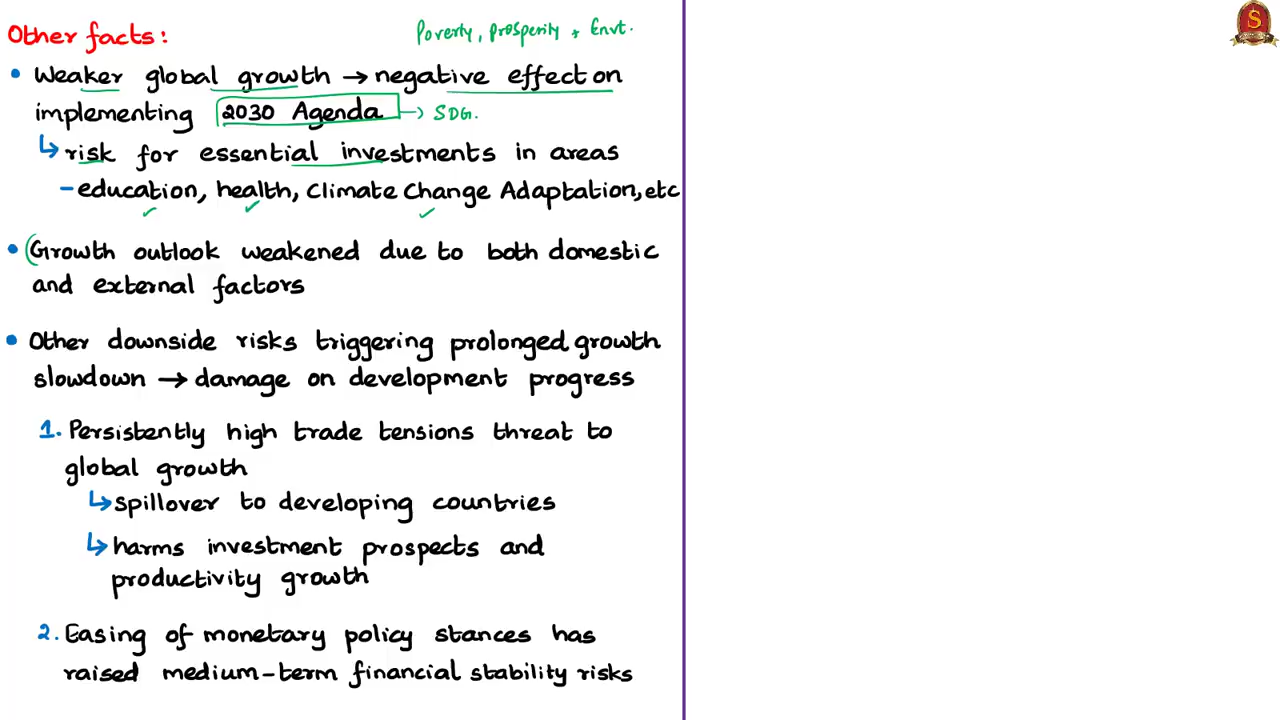 Other facts:
Poverty, prosperity + Envt.
• Weaker global growth → negative effect on
implementing 2030 Agenda → SDG.
↳ risk for essential investments in areas
- education, health, Climate Change Adaptation, etc
• Growth outlook weakened due to both domestic
and external factors
• Other downside risks triggering prolonged growth
slowdown → damage on development progress
1. Persistently high trade tensions threat to
global growth
↳ spillover to developing countries
↳ harms investment prospects and
productivity growth
2. Easing of monetary policy stances has
raised medium-term financial stability risks